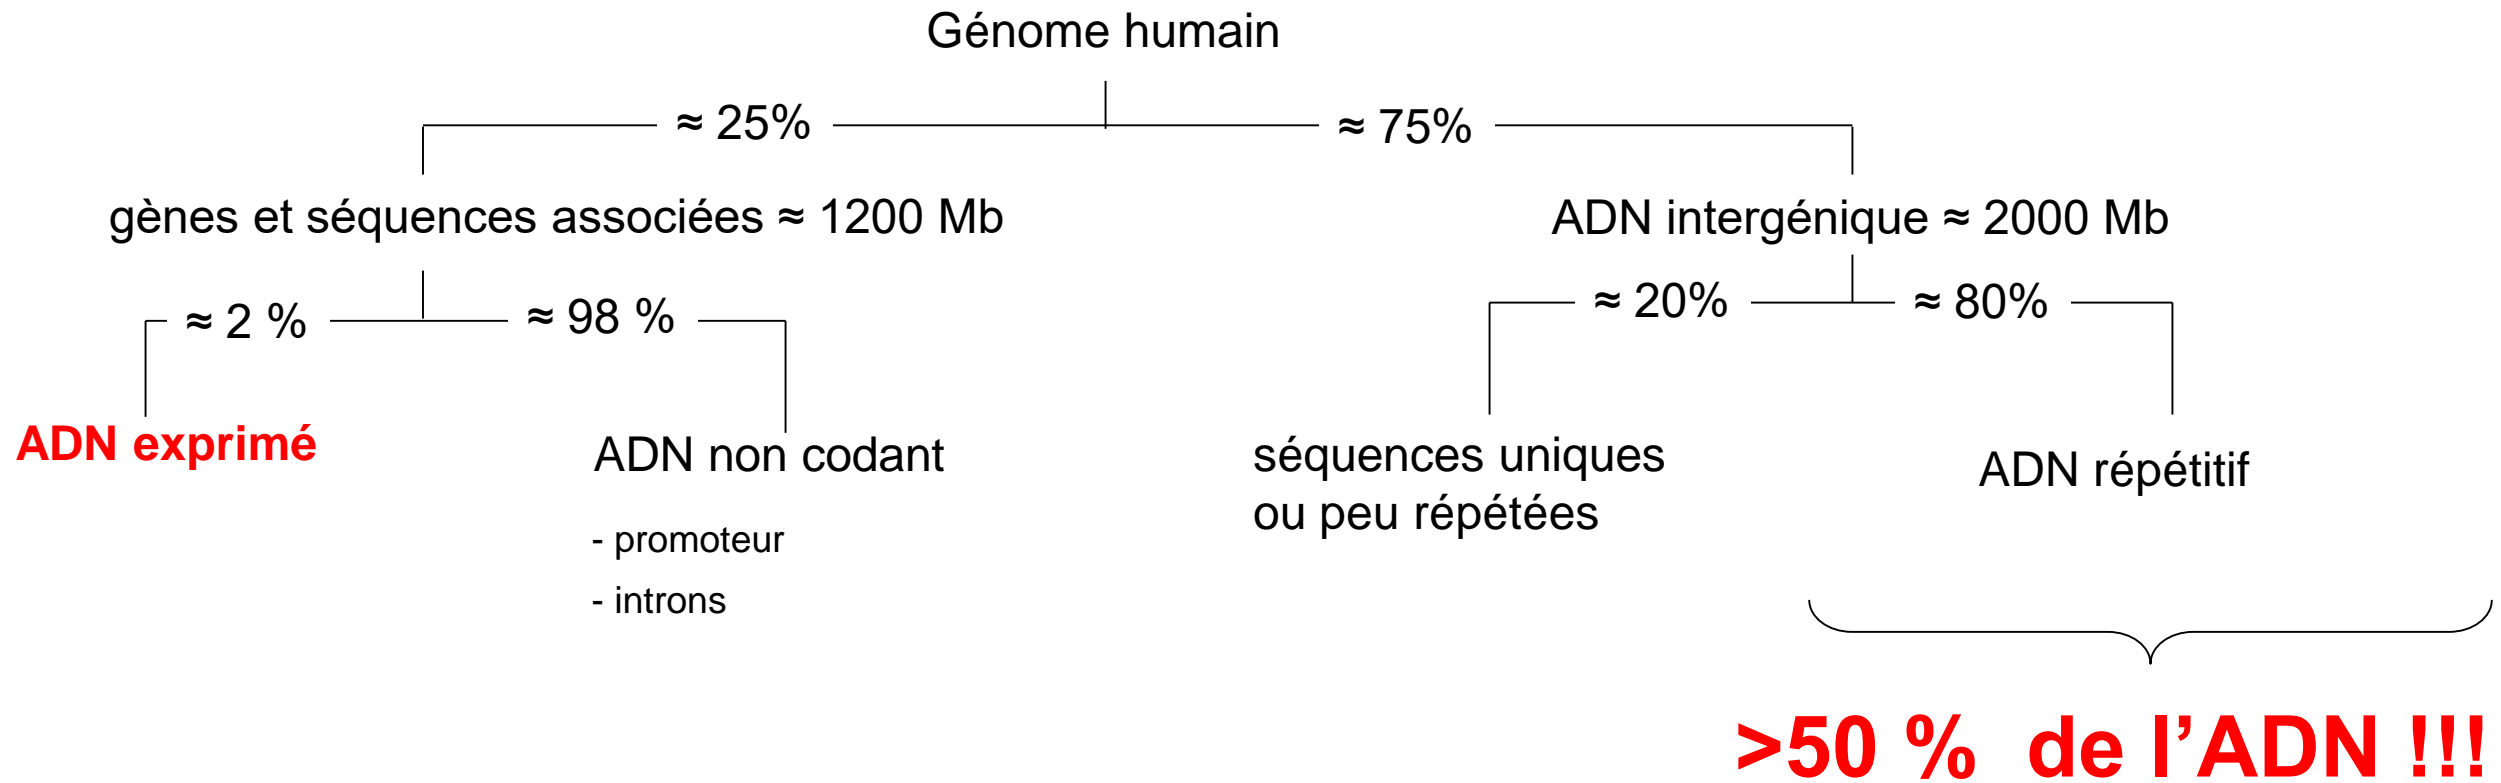 Génome humain
≈ 25%
≈ 75%
gènes et séquences associées ≈ 1200 Mb
ADN intergénique ≈ 2000 Mb
≈ 2 %
≈ 98 %
≈ 20%
≈ 80%
ADN exprimé
ADN non codant
- promoteur
- introns
séquences uniques
ou peu répétées
ADN répétitif
>50 % de l’ADN !!!